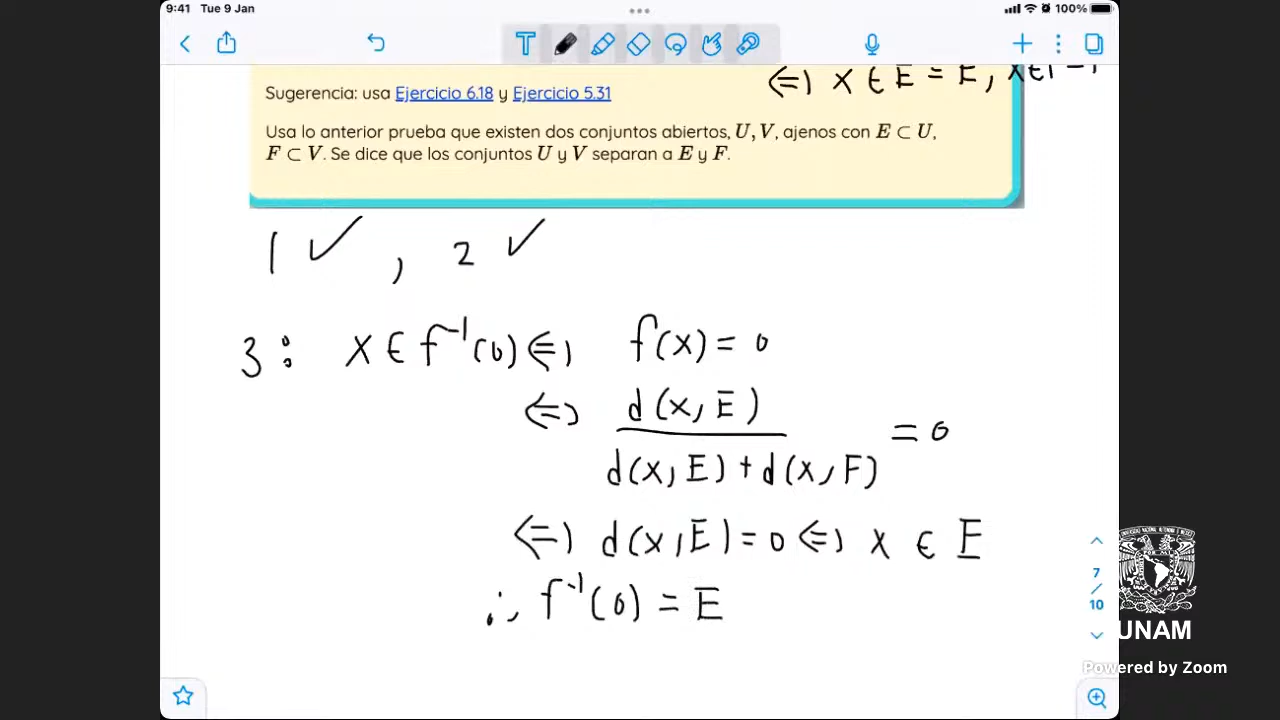 9:41 Tue 9 Jan
100%
⟺ x ∈ E = E, x ∈
Sugerencia: usa Ejercicio 6.18 y Ejercicio 5.31
Usa lo anterior prueba que existen dos conjuntos abiertos, U, V, ajenos con E ⊂ U,
F ⊂ V. Se dice que los conjuntos U y V separan a E y F.
1 ✓ , 2 ✓
3: x ∈ f⁻¹(0) ⟺ f(x) = 0
⟺ d(x, E)
= 0
d(x, E) + d(x, F)
⟺ d(x, E) = 0 ⟺ x ∈ E
∴ f⁻¹(0) = E
7
/
10
UNAM
Powered by Zoom